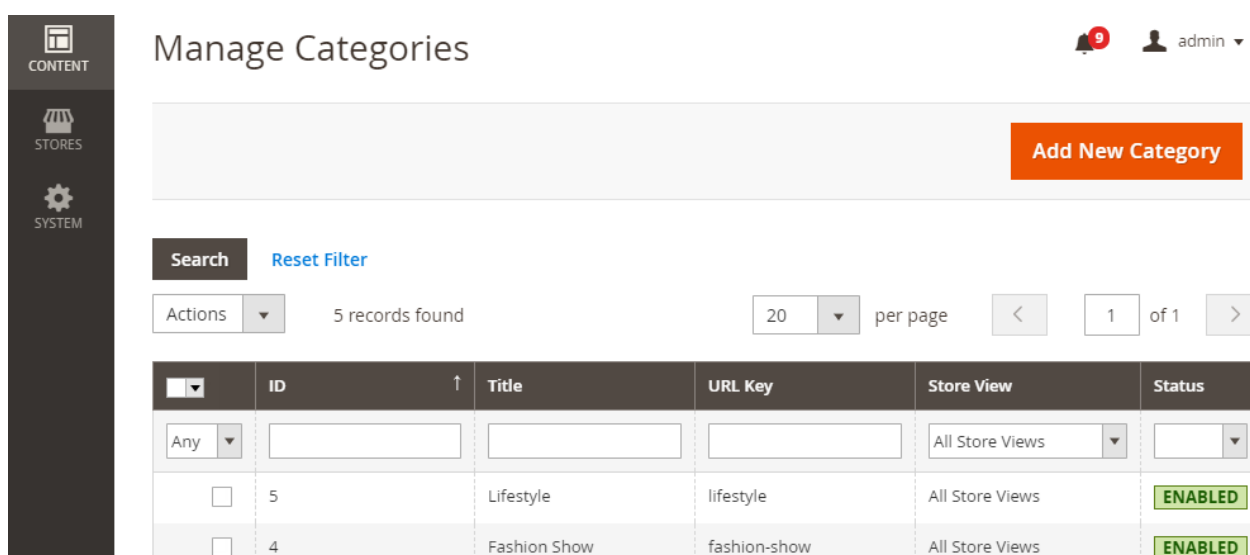 CONTENT
STORES
SYSTEM
Manage Categories
9
admin
Add New Category
Search Reset Filter
Actions 5 records found 20 per page 1 of 1
ID ↑ Title URL Key Store View Status
Any All Store Views
5 Lifestyle lifestyle All Store Views ENABLED
4 Fashion Show fashion-show All Store Views ENABLED